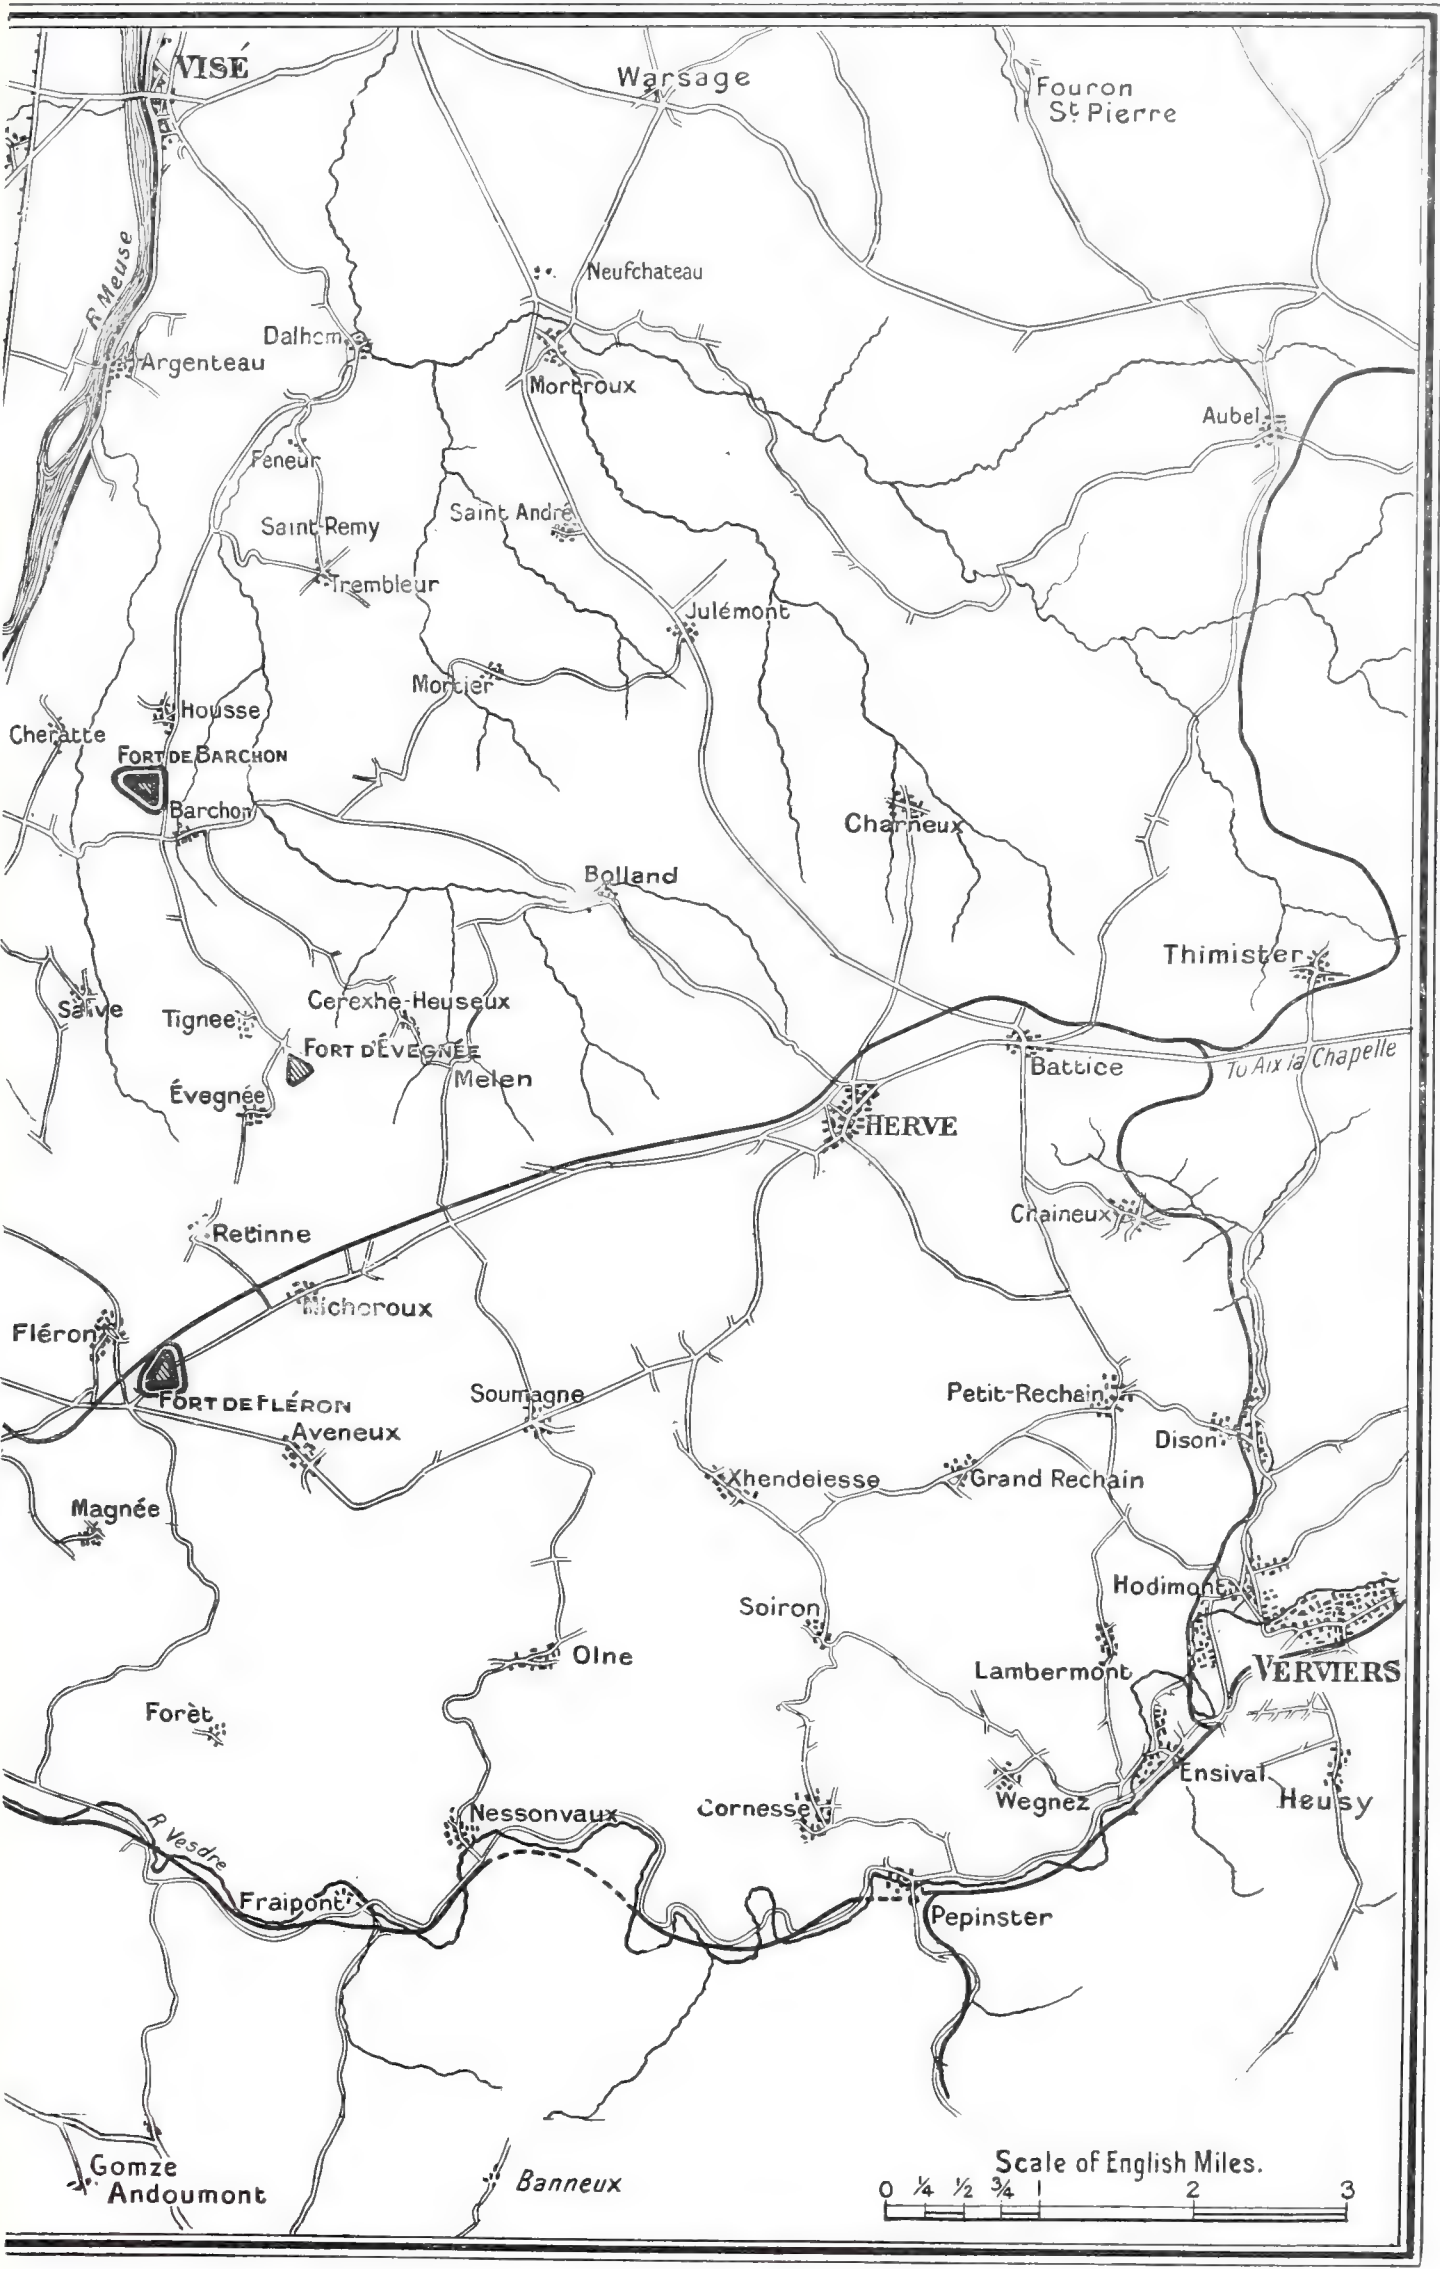 VISÉ
Warsage
Fouron
St. Pierre
R Meuse
Neufchateau
Dalhem
Argenteau
Mortroux
Aubel
Feneur
Saint André
Saint Remy
Trembleur
Julémont
Mortier
Housse
Cheratte
FORT DE BARCHON
Barchon
Charneux
Bolland
Thimister
Cerexhe-Heuseux
Saive
Tignee
FORT D'ÉVEGNÉE
Melen
Battice
To Aix la Chapelle
Évegnée
HERVE
Chaineux
Retinne
Micheroux
Fléron
FORT DE FLÉRON
Soumagne
Petit-Rechain
Aveneux
Dison
Xhendelesse
Grand Rechain
Magnée
Hodimont
Soiron
Olne
Lambermont
VERVIERS
Forêt
Ensival
Wegnez
Heusy
Nessonvaux
Cornesse
R Vesdre
Fraipont
Pepinster
Gomze
Andoumont
Banneux
Scale of English Miles.
0 ¼ ½ ¾ 1 2 3